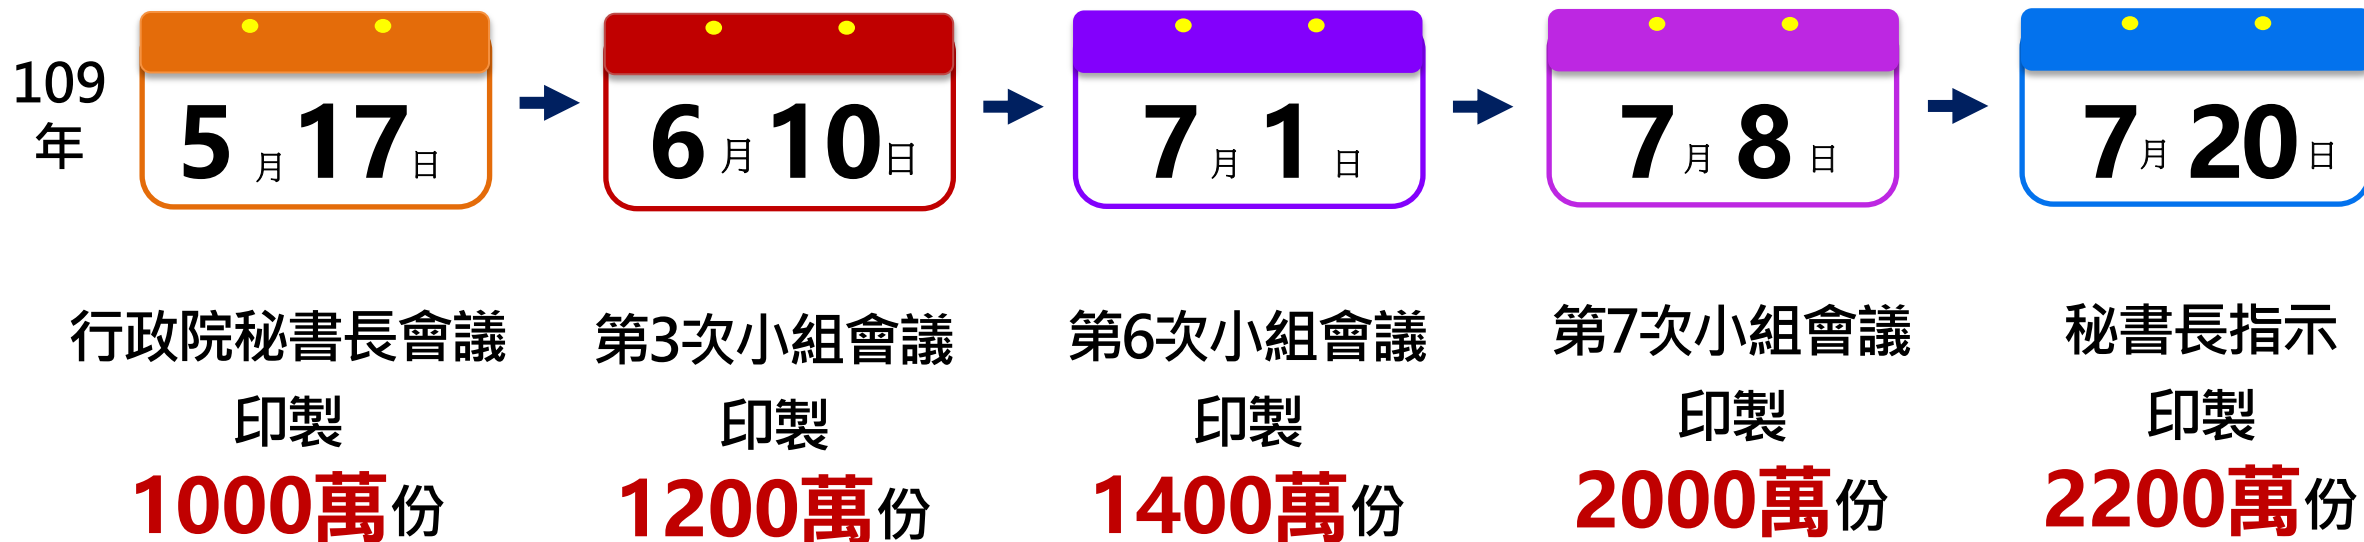 109
年
5月17日
6月10日
7月1日
7月8日
7月20日
行政院秘書長會議
印製
1000萬份
第3次小組會議
印製
1200萬份
第6次小組會議
印製
1400萬份
第7次小組會議
印製
2000萬份
秘書長指示
印製
2200萬份